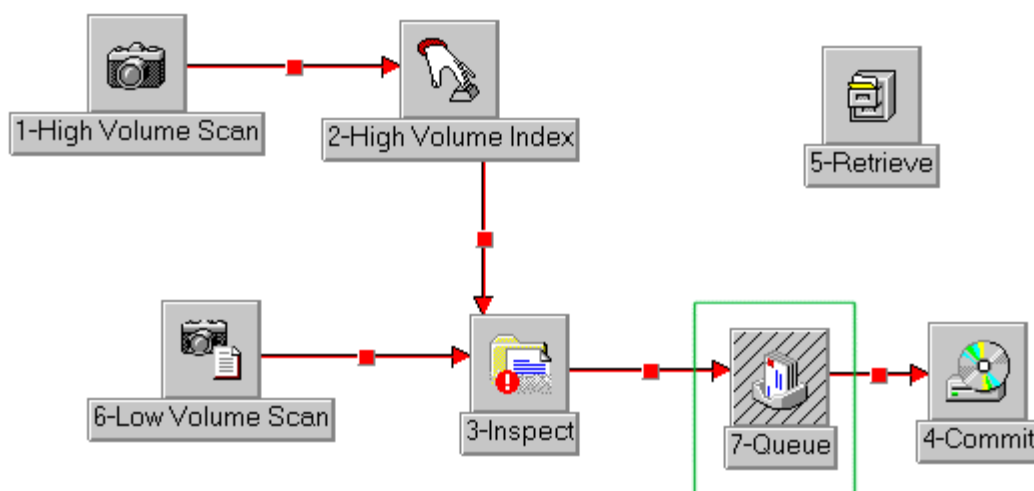 1-High Volume Scan
2-High Volume Index
5-Retrieve
6-Low Volume Scan
3-Inspect
7-Queue
4-Commit